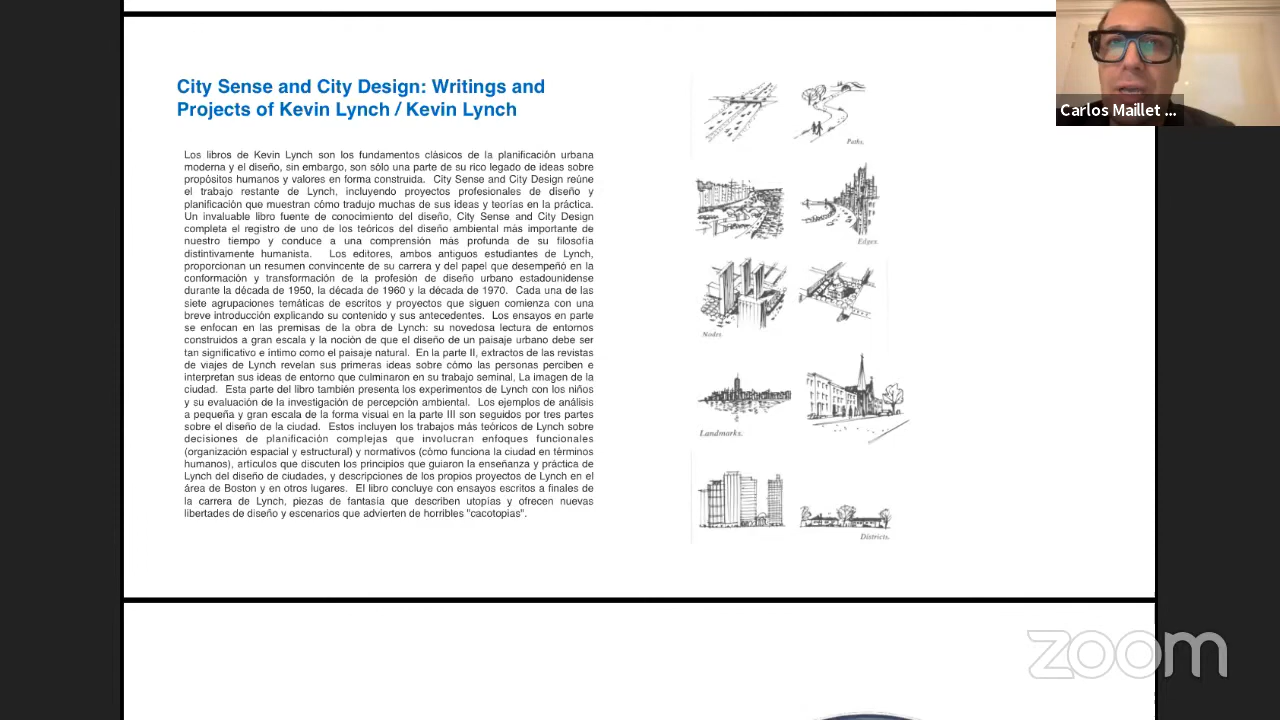 City Sense and City Design: Writings and
Projects of Kevin Lynch / Kevin Lynch
Los libros de Kevin Lynch son los fundamentos clásicos de la planificación urbana
moderna y el diseño, sin embargo, son sólo una parte de su rico legado de ideas sobre
propósitos humanos y valores en forma construida. City Sense and City Design reúne
el trabajo restante de Lynch, incluyendo proyectos profesionales de diseño y
planificación que muestran cómo tradujo muchas de sus ideas y teorías en la práctica.
Un invaluable libro fuente de conocimiento del diseño, City Sense and City Design
completa el registro de uno de los teóricos del diseño ambiental más importante de
nuestro tiempo y conduce a una comprensión más profunda de su filosofía
distintivamente humanista. Los editores, ambos antiguos estudiantes de Lynch,
proporcionan un resumen convincente de su carrera y del papel que desempeñó en la
conformación y transformación de la profesión de diseño urbano estadounidense
durante la década de 1950, la década de 1960 y la década de 1970. Cada una de las
siete agrupaciones temáticas de escritos y proyectos que siguen comienza con una
breve introducción explicando su contenido y sus antecedentes. Los ensayos en parte
se enfocan en las premisas de la obra de Lynch: su novedosa lectura de entornos
construidos a gran escala y la noción de que el diseño de un paisaje urbano debe ser
tan significativo e íntimo como el paisaje natural. En la parte II, extractos de las revistas
de viajes de Lynch revelan sus primeras ideas sobre cómo las personas perciben e
interpretan sus ideas de entorno que culminaron en su trabajo seminal, La imagen de la
ciudad. Esta parte del libro también presenta los experimentos de Lynch con los niños
y su evaluación de la investigación de percepción ambiental. Los ejemplos de análisis
a pequeña y gran escala de la forma visual en la parte III son seguidos por tres partes
sobre el diseño de la ciudad. Estos incluyen los trabajos más teóricos de Lynch sobre
decisiones de planificación complejas que involucran enfoques funcionales
(organización espacial y estructural) y normativos (cómo funciona la ciudad en términos
humanos), artículos que discuten los principios que guiaron la enseñanza y práctica de
Lynch del diseño de ciudades, y descripciones de los propios proyectos de Lynch en el
área de Boston y en otros lugares. El libro concluye con ensayos escritos a finales de
la carrera de Lynch, piezas de fantasía que describen utopías y ofrecen nuevas
libertades de diseño y escenarios que advierten de horribles "cacotopias".
Paths.
Edges.
Nodes.
Landmarks.
Districts.
Carlos Maillet ...
zoom